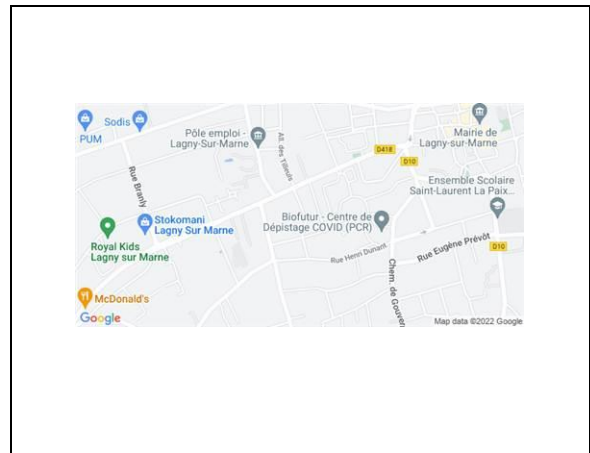 Sodis
PUM
Pôle emploi -
Lagny-Sur-Marne
All. des Tilleuls
Mairie de
Lagny-sur-Marne
D418
D10
Rue Branly
Ensemble Scolaire
Saint-Laurent La Paix...
Stokomani
Lagny Sur Marne
Biofutur - Centre de
Dépistage COVID (PCR)
Royal Kids
Lagny sur Marne
Rue Henri Dunant
Rue Eugène Prévôt
D10
Chem. de Gouver
McDonald's
Google
Map data ©2022 Google